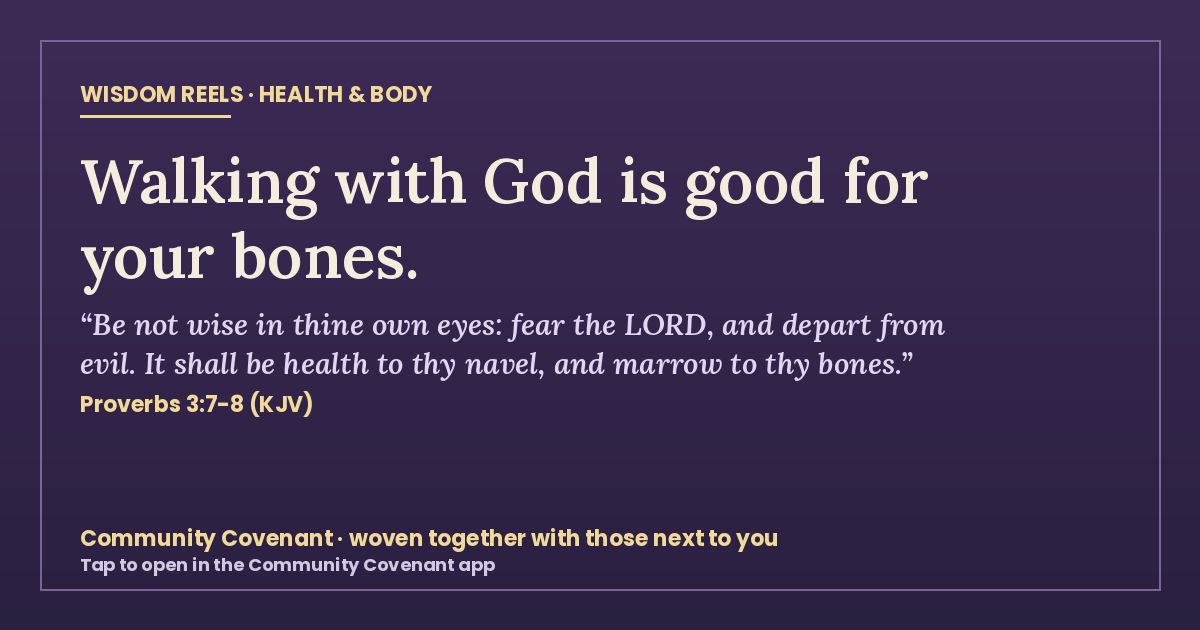 WISDOM REELS · HEALTH & BODY
Walking with God is good for
your bones.
“Be not wise in thine own eyes: fear the LORD, and depart from
evil. It shall be health to thy navel, and marrow to thy bones.”
Proverbs 3:7–8 (KJV)
Community Covenant · woven together with those next to you
Tap to open in the Community Covenant app